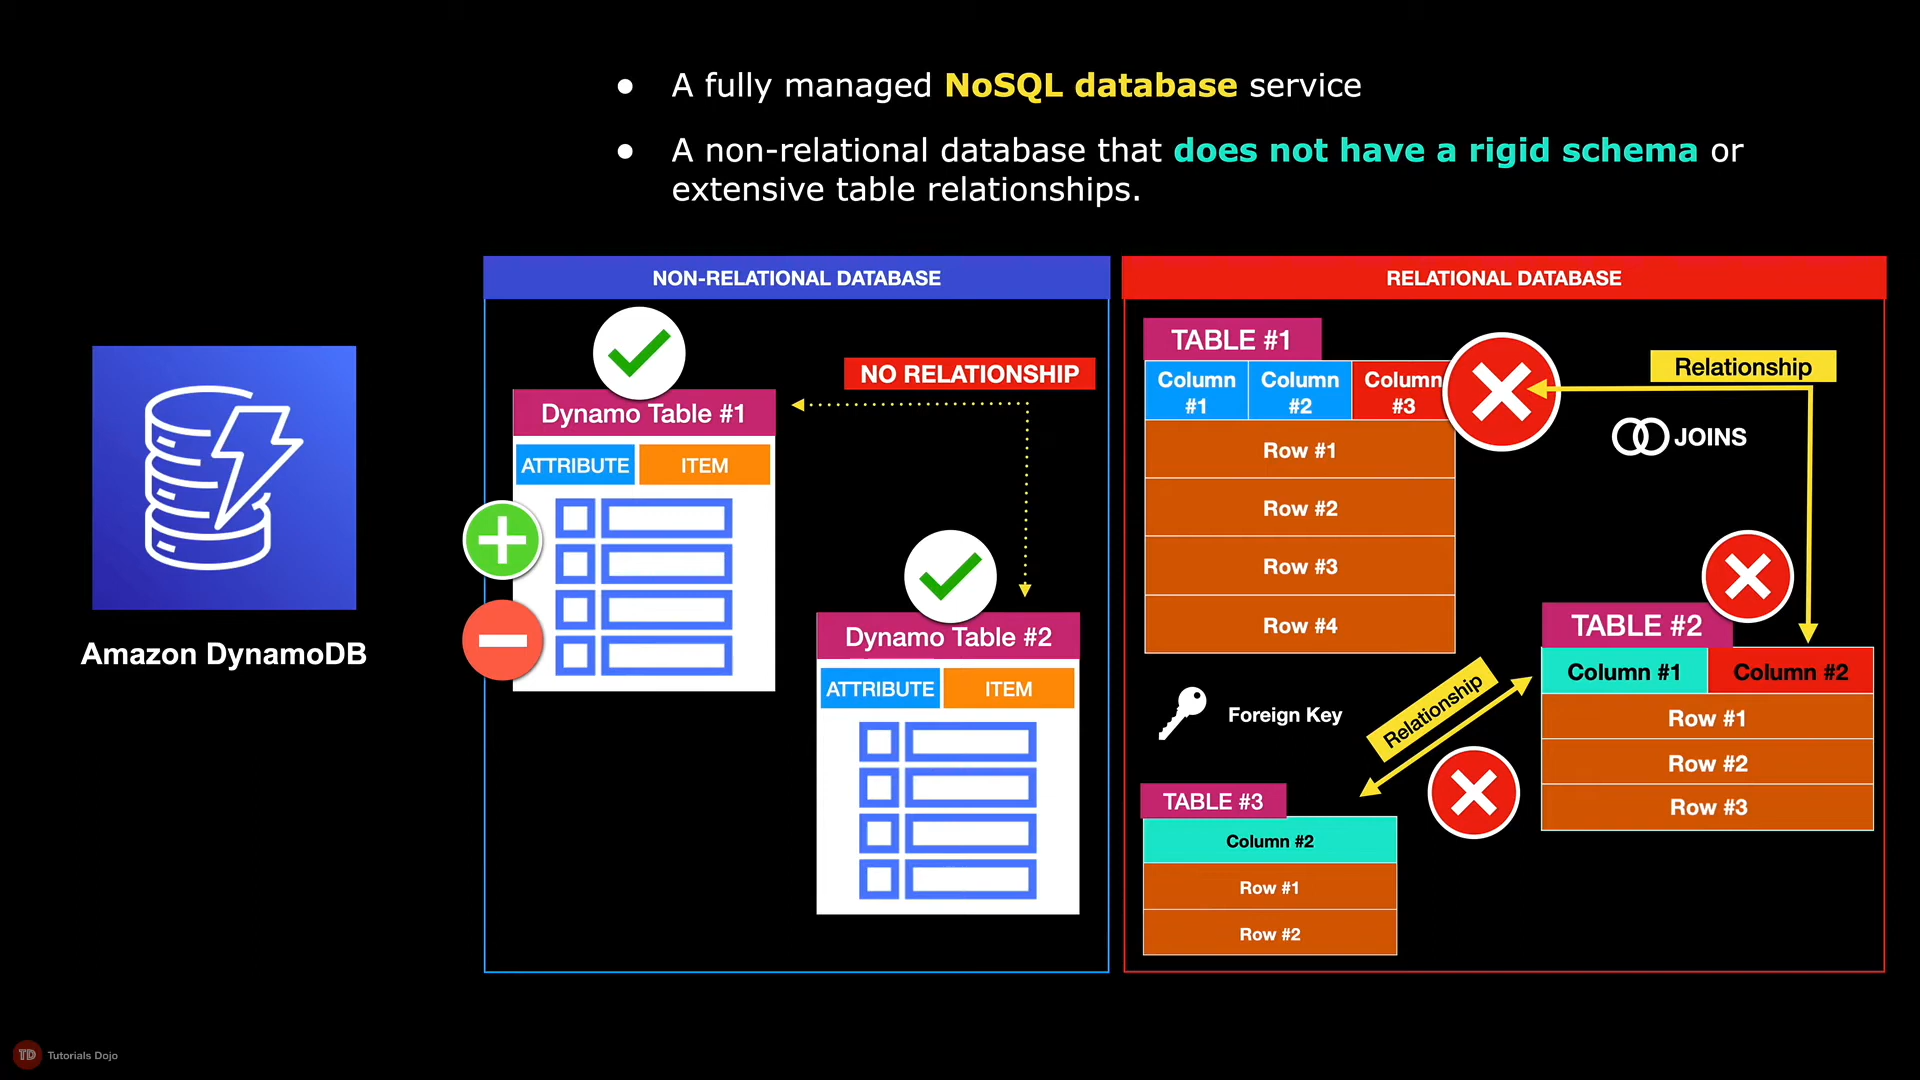 ● A fully managed NoSQL database service
● A non-relational database that does not have a rigid schema or
extensive table relationships.
Amazon DynamoDB
NON-RELATIONAL DATABASE
NO RELATIONSHIP
Dynamo Table #1
ATTRIBUTE ITEM
Dynamo Table #2
ATTRIBUTE ITEM
RELATIONAL DATABASE
TABLE #1
Column #1
Column #2
Column #3
Row #1
Row #2
Row #3
Row #4
Relationship
JOINS
TABLE #2
Column #1 Column #2
Row #1
Row #2
Row #3
Relationship
Foreign Key
TABLE #3
Column #2
Row #1
Row #2
TD Tutorials Dojo